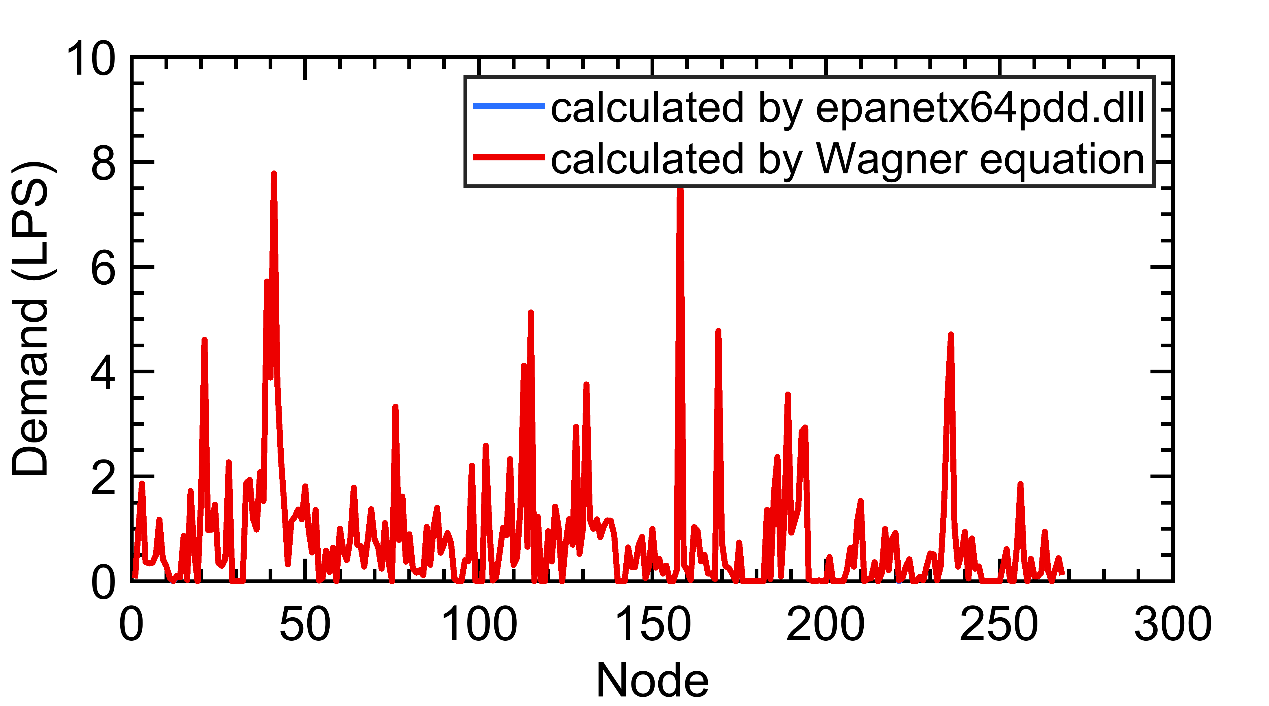 10
8
6
4
2
0
Demand (LPS)
calculated by epanetx64pdd.dll
calculated by Wagner equation
0 50 100 150 200 250 300
Node